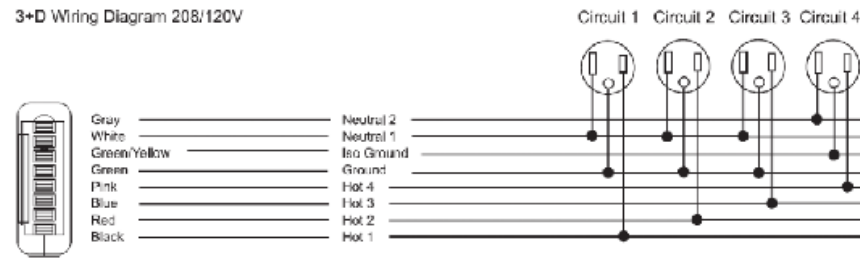 3+D Wiring Diagram 208/120V
Circuit 1 Circuit 2 Circuit 3 Circuit 4
Gray Neutral 2
White Neutral 1
Green/Yellow Iso Ground
Green Ground
Pink Hot 4
Blue Hot 3
Red Hot 2
Black Hot 1